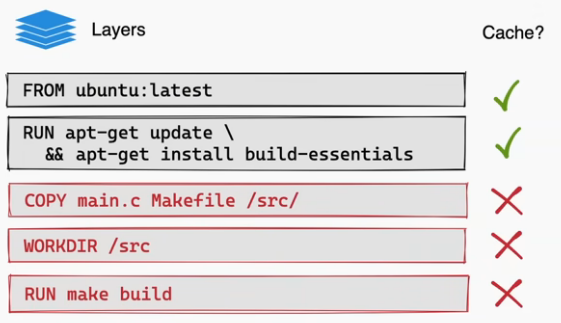 Layers
Cache?
FROM ubuntu:latest
RUN apt-get update \
&& apt-get install build-essentials
COPY main.c Makefile /src/
WORKDIR /src
RUN make build